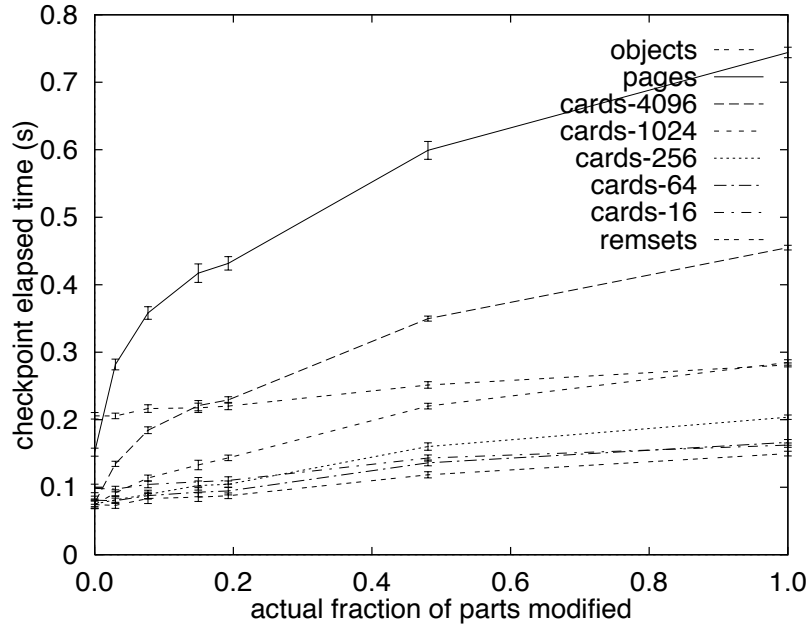 0.8
0.7
0.6
0.5
0.4
0.3
0.2
0.1
0
checkpoint elapsed time (s)
objects
pages
cards-4096
cards-1024
cards-256
cards-64
cards-16
remsets
0.0 0.2 0.4 0.6 0.8 1.0
actual fraction of parts modified